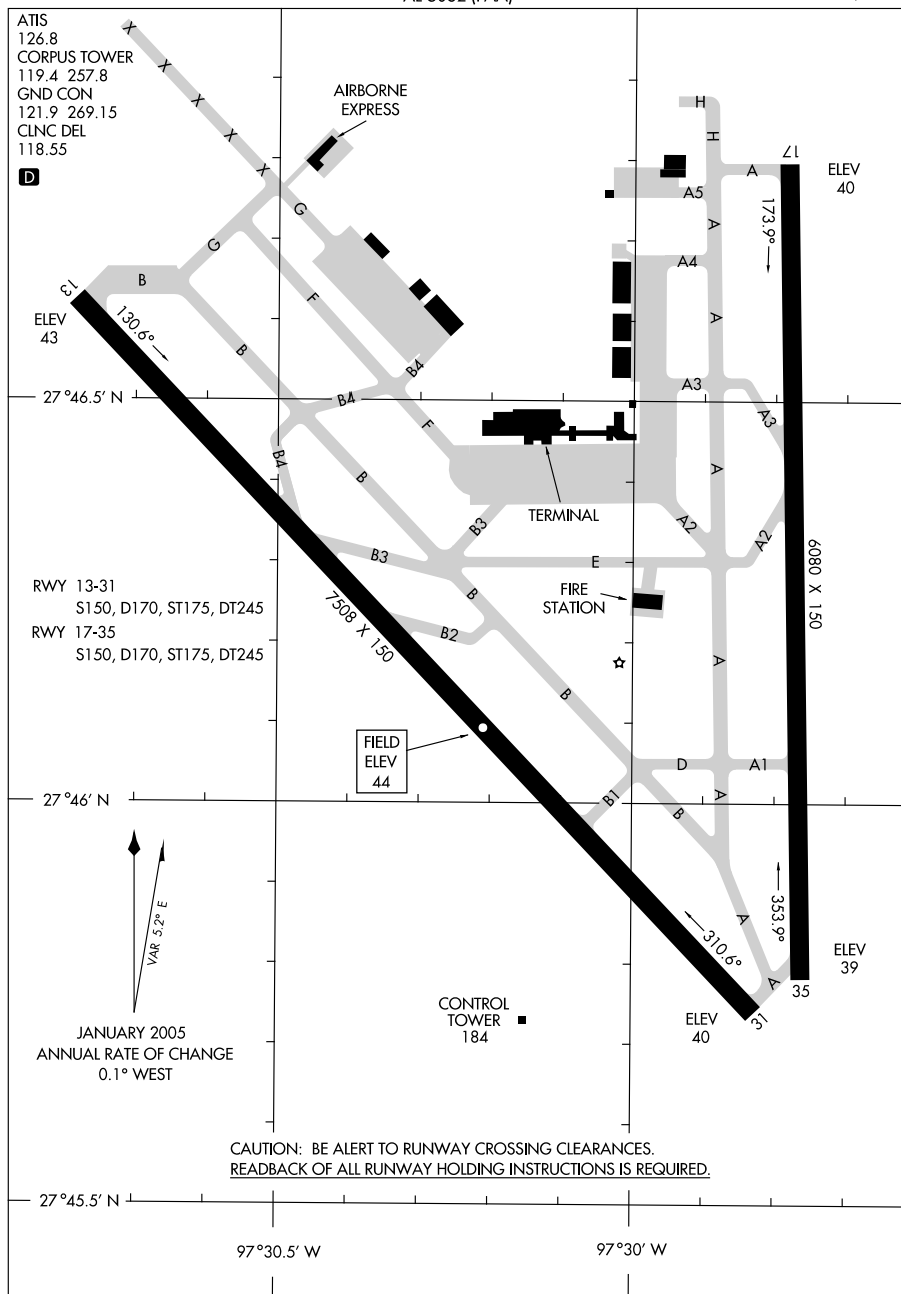 ATIS
126.8
CORPUS TOWER
119.4 257.8
GND CON
121.9 269.15
CLNC DEL
118.55
D
X
X
X
X
X
AIRBORNE
EXPRESS
H
H
17
A
ELEV
40
A5
173.9°
A
G
G
A4
B
F
A
13
ELEV
43
130.6°
B
B4
27°46.5' N
A3
B4
A3
F
B4
A
B
TERMINAL
A2
B3
A2
B3
E
6080 X 150
RWY 13-31
S150, D170, ST175, DT245
RWY 17-35
S150, D170, ST175, DT245
FIRE
STATION
B
7508 X 150
B2
A
B
FIELD
ELEV
44
D
A1
27°46' N
B1
A
B
VAR 5.2° E
353.9°
A
310.6°
ELEV
39
A
35
31
ELEV
40
CONTROL
TOWER
184
JANUARY 2005
ANNUAL RATE OF CHANGE
0.1° WEST
CAUTION: BE ALERT TO RUNWAY CROSSING CLEARANCES.
READBACK OF ALL RUNWAY HOLDING INSTRUCTIONS IS REQUIRED.
27°45.5' N
97°30.5' W
97°30' W